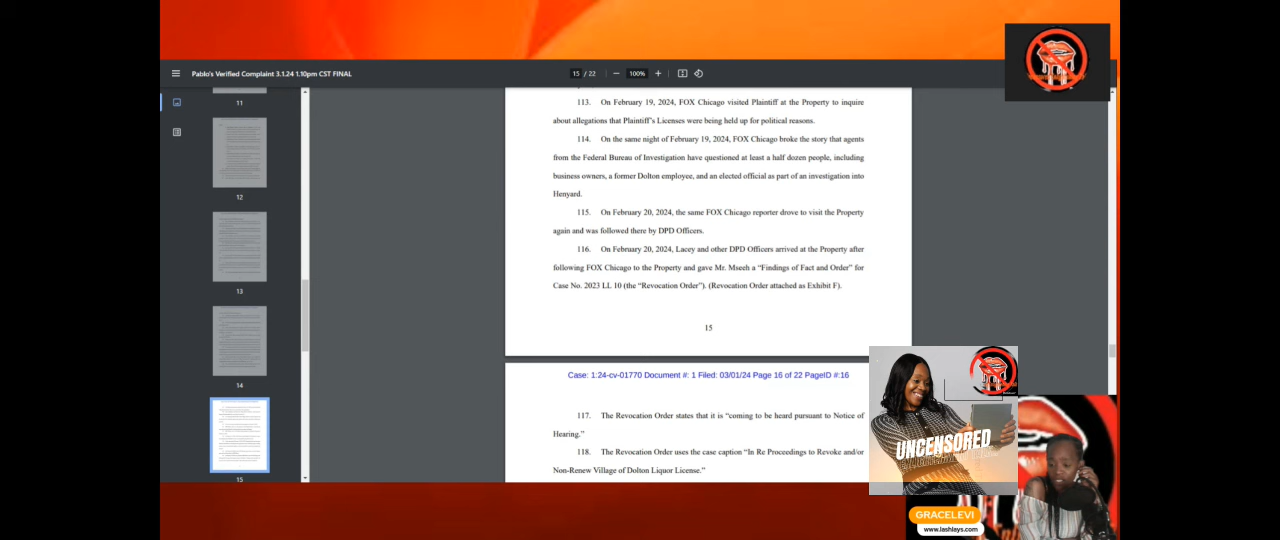 Pablo's Verified Complaint 3.1.24 1.10pm CST FINAL
15 / 22
100%
11
12
13
14
15
113. On February 19, 2024, FOX Chicago visited Plaintiff at the Property to inquire
about allegations that Plaintiff's Licenses were being held up for political reasons.
114. On the same night of February 19, 2024, FOX Chicago broke the story that agents
from the Federal Bureau of Investigation have questioned at least a half dozen people, including
business owners, a former Dolton employee, and an elected official as part of an investigation into
Henyard.
115. On February 20, 2024, the same FOX Chicago reporter drove to visit the Property
again and was followed there by DPD Officers.
116. On February 20, 2024, Lacey and other DPD Officers arrived at the Property after
following FOX Chicago to the Property and gave Mr. Mseeh a “Findings of Fact and Order” for
Case No. 2023 LL 10 (the “Revocation Order”). (Revocation Order attached as Exhibit F).
15
Case: 1:24-cv-01770 Document #: 1 Filed: 03/01/24 Page 16 of 22 PageID #:16
117. The Revocation Order states that it is “coming to be heard pursuant to Notice of
Hearing.”
118. The Revocation Order uses the case caption “In Re Proceedings to Revoke and/or
Non-Renew Village of Dolton Liquor License.”
UNCENSORED
GRACELEVI
www.lashlays.com